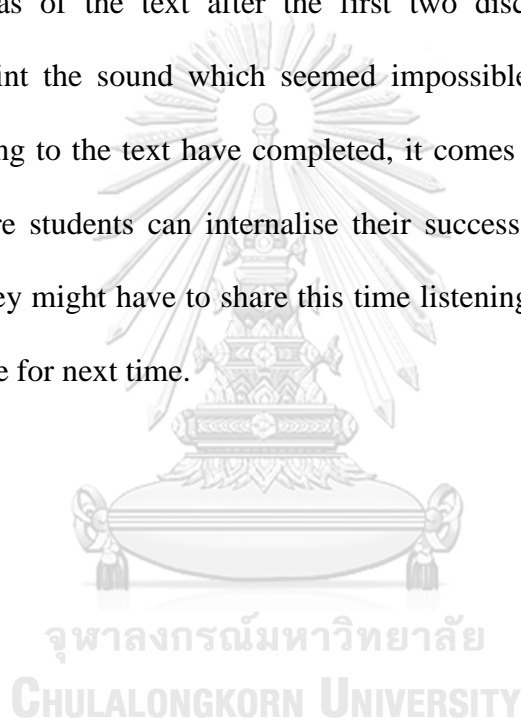 as of the text after the first two disc
int the sound which seemed impossible
ng to the text have completed, it comes
re students can internalise their success
ey might have to share this time listening
e for next time.
จุฬาลงกรณ์มหาวิทยาลัย
CHULALONGKORN UNIVERSITY